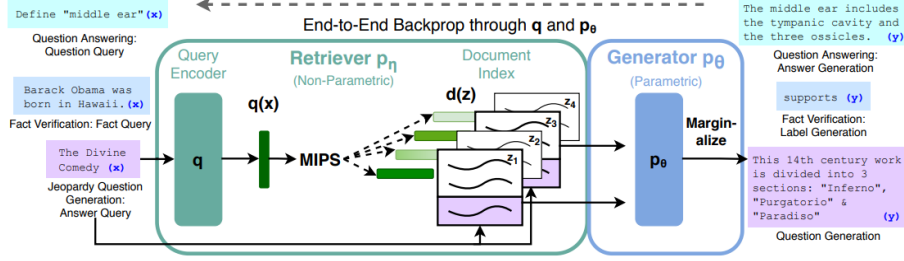 End-to-End Backprop through q and pθ
Define "middle ear" (x)
Question Answering:
Question Query
Barack Obama was
born in Hawaii. (x)
Fact Verification: Fact Query
The Divine
Comedy (x)
Jeopardy Question
Generation:
Answer Query
Query
Encoder
q
q(x)
Retriever pη
(Non-Parametric)
MIPS
Document
Index
d(z)
z4
z3
z2
z1
Generator pθ
(Parametric)
pθ
Margin-
alize
The middle ear includes
the tympanic cavity and
the three ossicles. (y)
Question Answering:
Answer Generation
supports (y)
Fact Verification:
Label Generation
This 14th century work
is divided into 3
sections: "Inferno",
"Purgatorio" &
"Paradiso" (y)
Question Generation